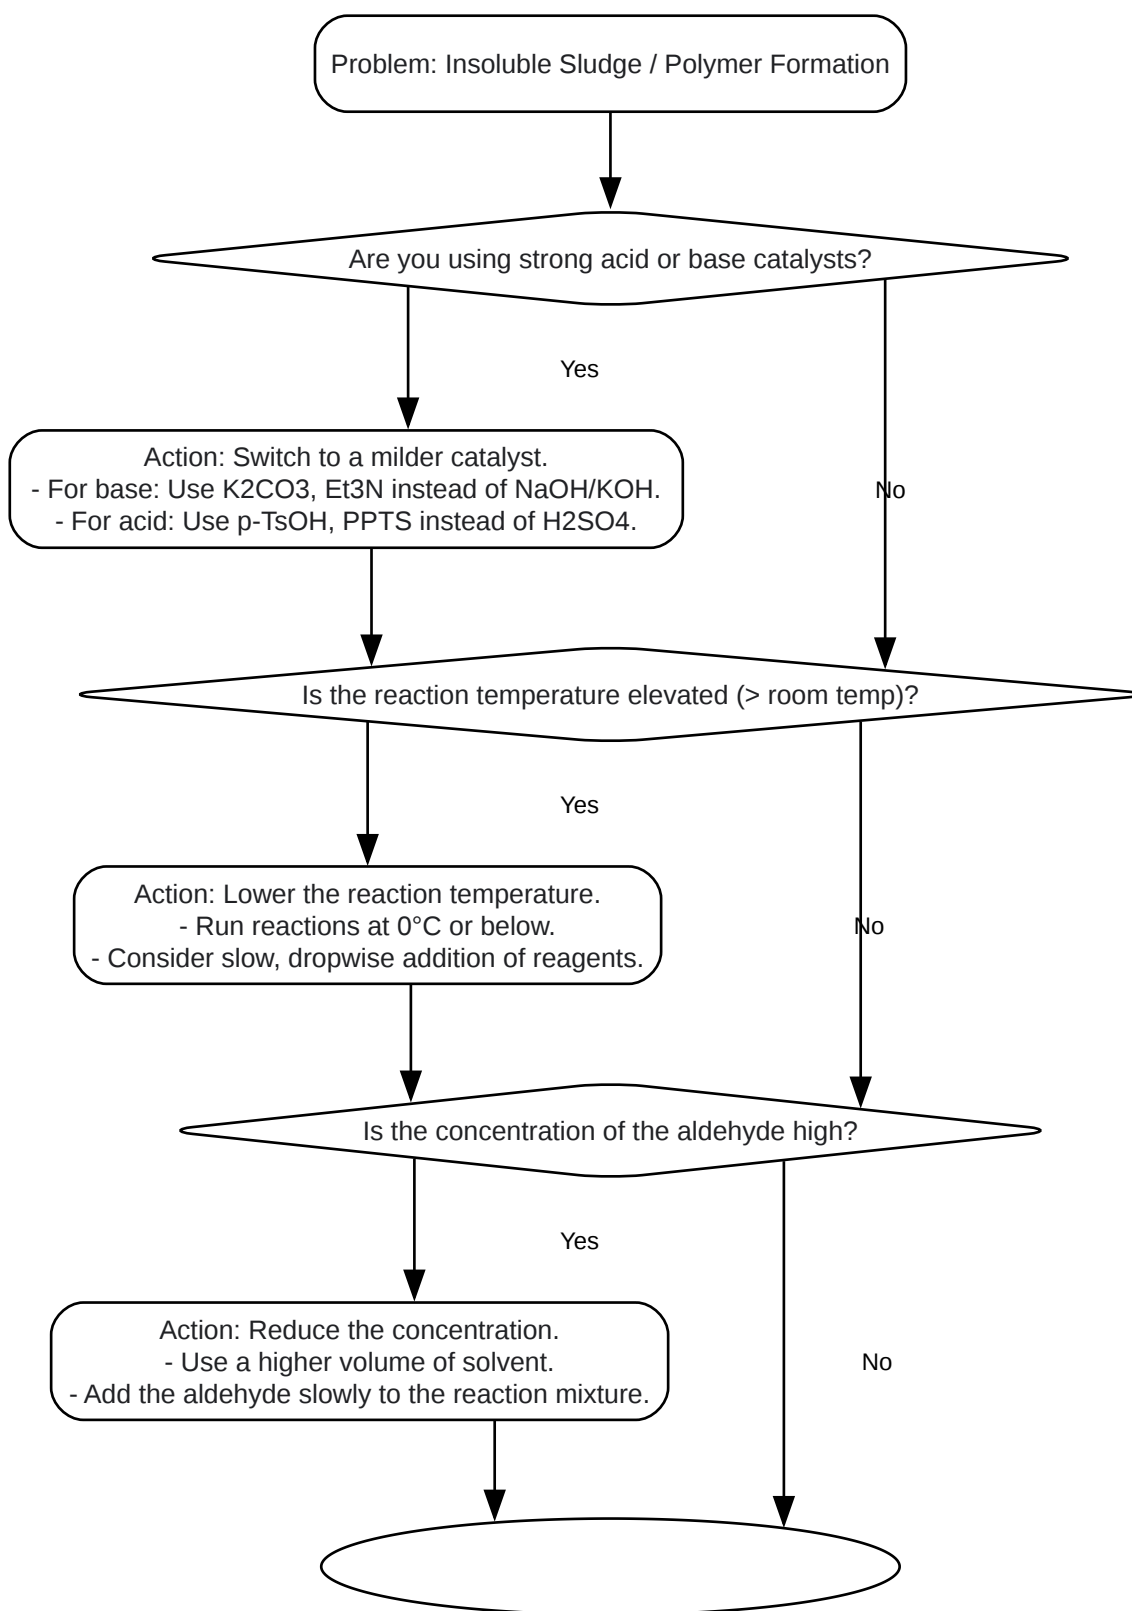 Problem: Insoluble Sludge / Polymer Formation
Are you using strong acid or base catalysts?
Yes
Action: Switch to a milder catalyst.
- For base: Use K2CO3, Et3N instead of NaOH/KOH.
- For acid: Use p-TsOH, PPTS instead of H2SO4.
No
Is the reaction temperature elevated (> room temp)?
Yes
Action: Lower the reaction temperature.
- Run reactions at 0°C or below.
- Consider slow, dropwise addition of reagents.
No
Is the concentration of the aldehyde high?
Yes
Action: Reduce the concentration.
- Use a higher volume of solvent.
- Add the aldehyde slowly to the reaction mixture.
No